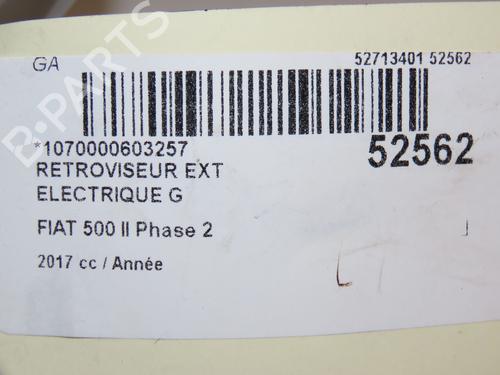 GA
52713401 52562
*1070000603257
52562
RETROVISEUR EXT
ELECTRIQUE G
FIAT 500 II Phase 2
2017 cc / Année
B-PARTS